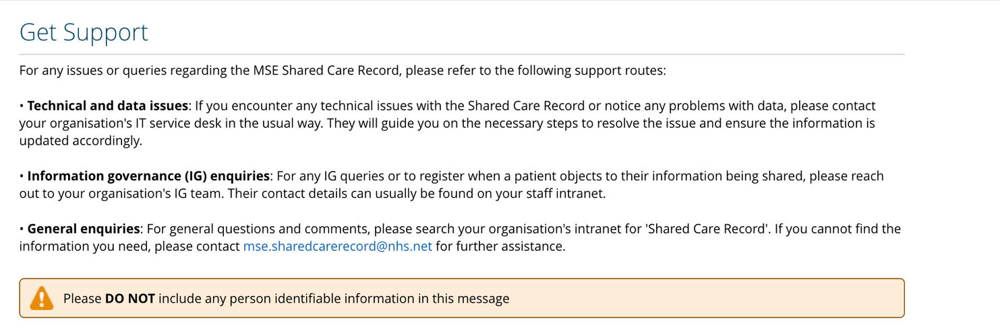 Get Support
For any issues or queries regarding the MSE Shared Care Record, please refer to the following support routes:
• Technical and data issues: If you encounter any technical issues with the Shared Care Record or notice any problems with data, please contact
your organisation's IT service desk in the usual way. They will guide you on the necessary steps to resolve the issue and ensure the information is
updated accordingly.
• Information governance (IG) enquiries: For any IG queries or to register when a patient objects to their information being shared, please reach
out to your organisation's IG team. Their contact details can usually be found on your staff intranet.
• General enquiries: For general questions and comments, please search your organisation's intranet for 'Shared Care Record'. If you cannot find the
information you need, please contact mse.sharedcarerecord@nhs.net for further assistance.
Please DO NOT include any person identifiable information in this message